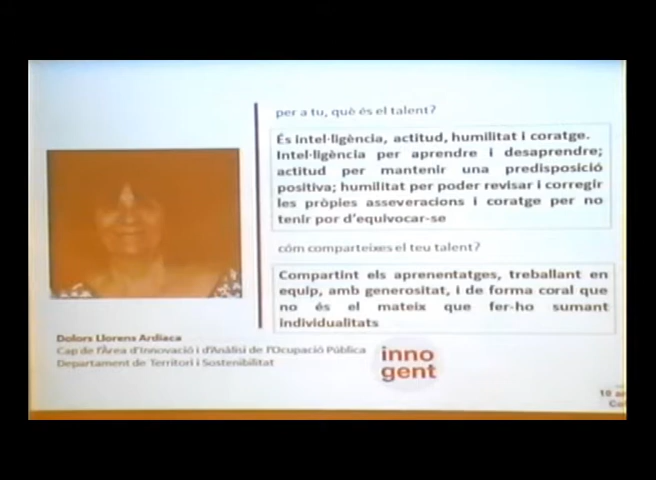 per a tu, què és el talent?
És intel·ligència, actitud, humilitat i coratge.
Intel·ligència per aprendre i desaprendre;
actitud per mantenir una predisposició
positiva; humilitat per poder revisar i corregir
les pròpies asseveracions i coratge per no
tenir por d'equivocar-se
cóm comparteixes el teu talent?
Compartint els aprenentatges, treballant en
equip, amb generositat, i de forma coral que
no és el mateix que fer-ho sumant
individualitats
Dolors Llorens Ardiaca
Cap de l'Àrea d'Innovació i d'Anàlisi de l'Ocupació Pública
Departament de Territori i Sostenibilitat
inno
gent
10